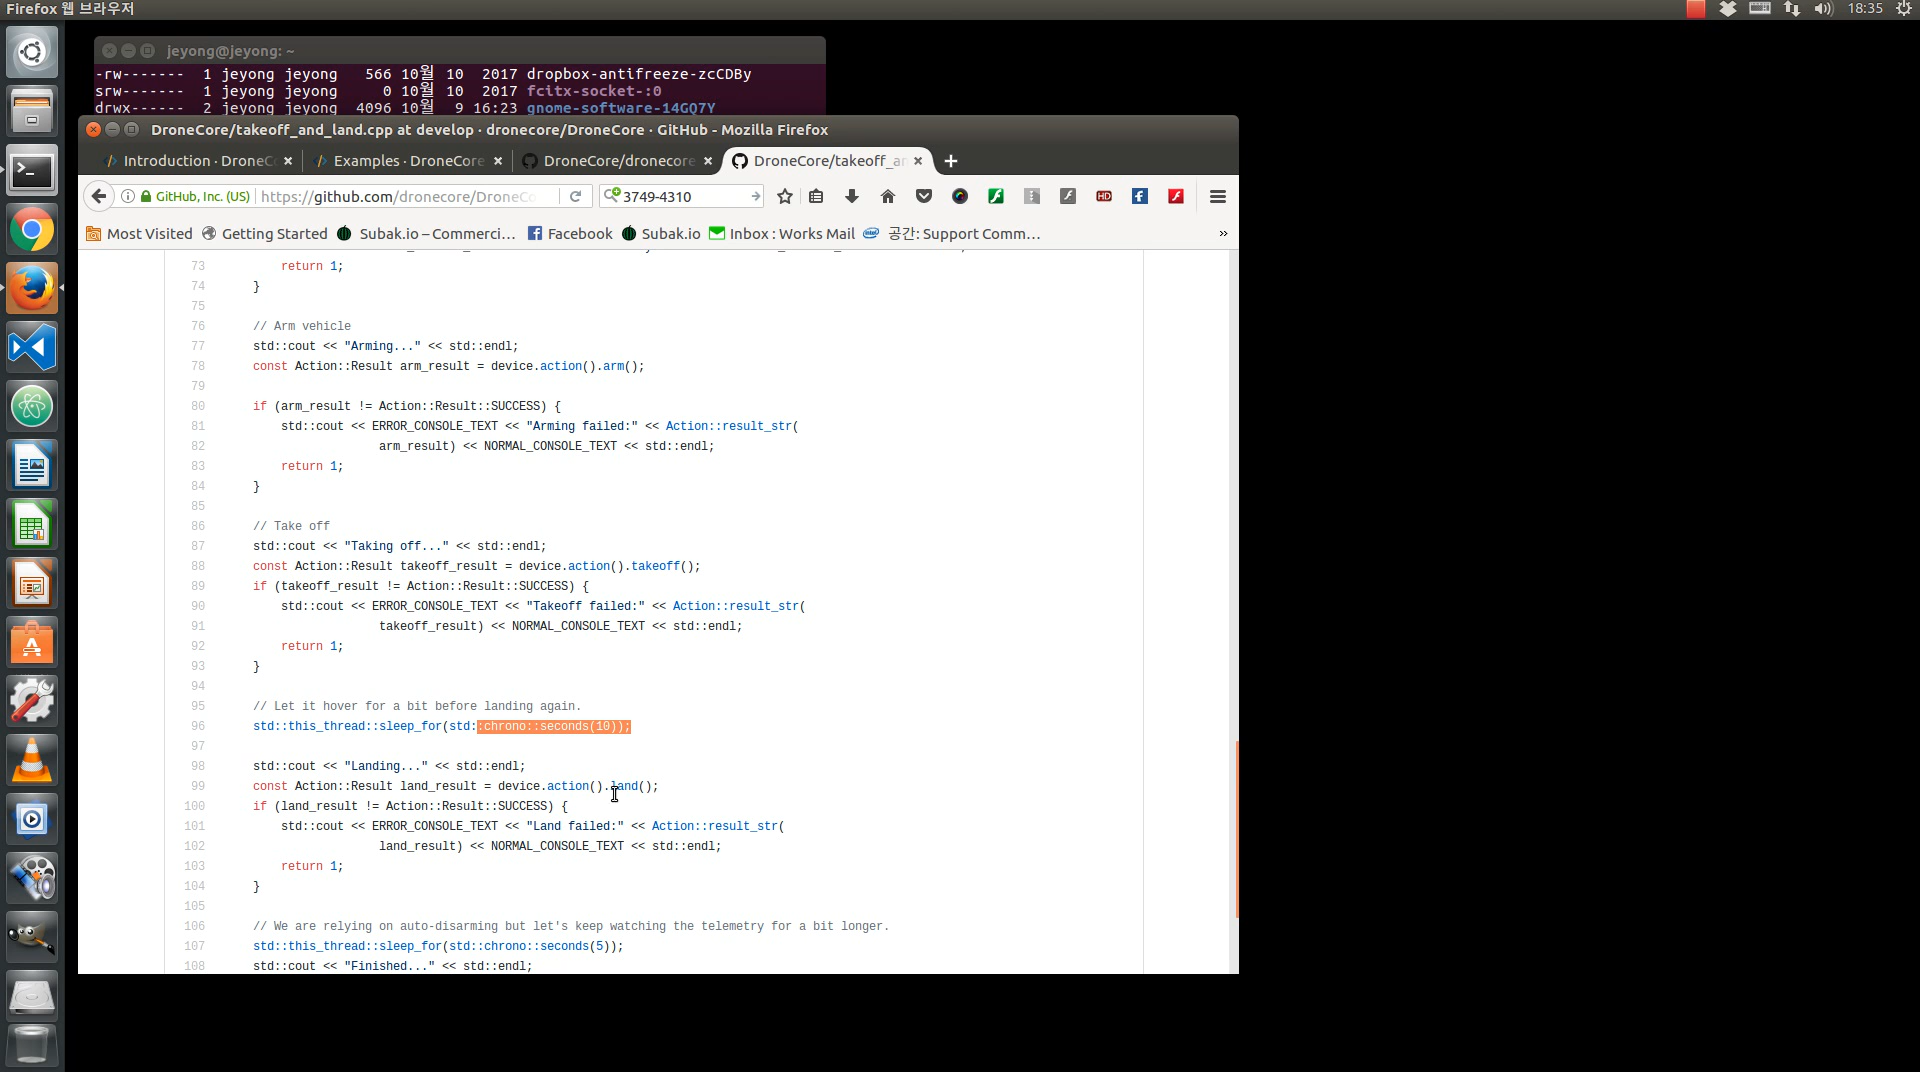 Firefox 웹 브라우저
18:35
jeyong@jeyong: ~
-rw------- 1 jeyong jeyong 566 10월 10 2017 dropbox-antifreeze-zcCDBy
srw------- 1 jeyong jeyong 0 10월 10 2017 fcitx-socket-:0
drwx------ 2 jeyong jeyong 4096 10월 9 16:23 gnome-software-14GQ7Y
DroneCore/takeoff_and_land.cpp at develop · dronecore/DroneCore · GitHub - Mozilla Firefox
Introduction · DroneC
Examples · DroneCore
DroneCore/dronecore
DroneCore/takeoff_an
GitHub, Inc. (US)
https://github.com/dronecore/DroneCo
3749-4310
Most Visited
Getting Started
Subak.io – Commerci...
Facebook
Subak.io
Inbox : Works Mail
공간: Support Comm...
73 return 1;
74 }
75
76 // Arm vehicle
77 std::cout << "Arming..." << std::endl;
78 const Action::Result arm_result = device.action().arm();
79
80 if (arm_result != Action::Result::SUCCESS) {
81 std::cout << ERROR_CONSOLE_TEXT << "Arming failed:" << Action::result_str(
82 arm_result) << NORMAL_CONSOLE_TEXT << std::endl;
83 return 1;
84 }
85
86 // Take off
87 std::cout << "Taking off..." << std::endl;
88 const Action::Result takeoff_result = device.action().takeoff();
89 if (takeoff_result != Action::Result::SUCCESS) {
90 std::cout << ERROR_CONSOLE_TEXT << "Takeoff failed:" << Action::result_str(
91 takeoff_result) << NORMAL_CONSOLE_TEXT << std::endl;
92 return 1;
93 }
94
95 // Let it hover for a bit before landing again.
96 std::this_thread::sleep_for(std::chrono::seconds(10));
97
98 std::cout << "Landing..." << std::endl;
99 const Action::Result land_result = device.action().land();
100 if (land_result != Action::Result::SUCCESS) {
101 std::cout << ERROR_CONSOLE_TEXT << "Land failed:" << Action::result_str(
102 land_result) << NORMAL_CONSOLE_TEXT << std::endl;
103 return 1;
104 }
105
106 // We are relying on auto-disarming but let's keep watching the telemetry for a bit longer.
107 std::this_thread::sleep_for(std::chrono::seconds(5));
108 std::cout << "Finished..." << std::endl;